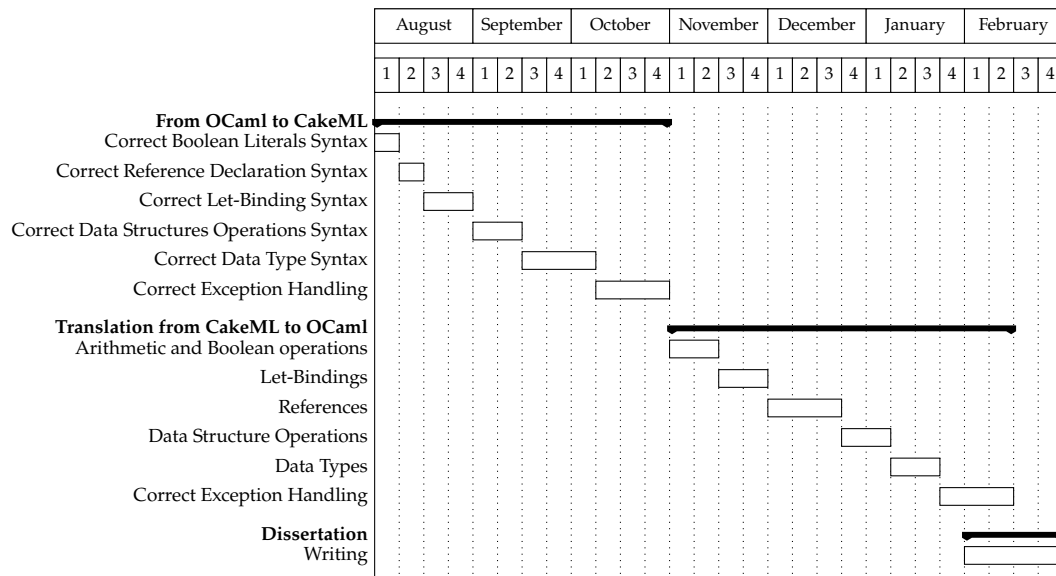 August September October November December January February
1 2 3 4 1 2 3 4 1 2 3 4 1 2 3 4 1 2 3 4 1 2 3 4 1 2 3 4
From OCaml to CakeML
Correct Boolean Literals Syntax
Correct Reference Declaration Syntax
Correct Let-Binding Syntax
Correct Data Structures Operations Syntax
Correct Data Type Syntax
Correct Exception Handling
Translation from CakeML to OCaml
Arithmetic and Boolean operations
Let-Bindings
References
Data Structure Operations
Data Types
Correct Exception Handling
Dissertation
Writing